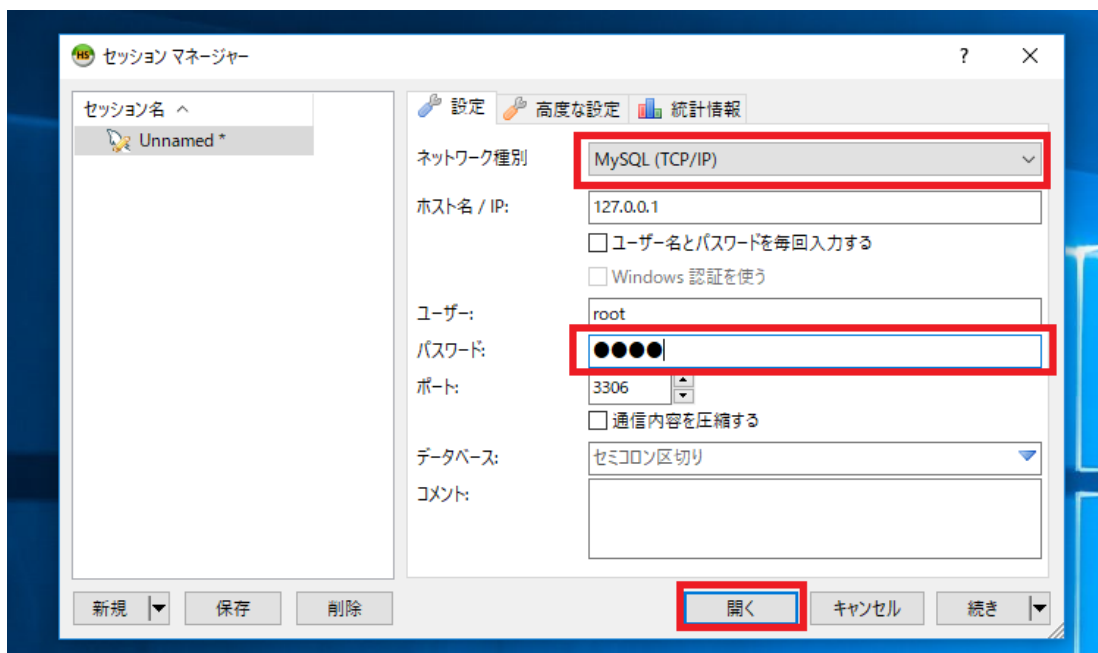 HS セッション マネージャー ? ×
セッション名
Unnamed *
設定 高度な設定 統計情報
ネットワーク種別 MySQL (TCP/IP)
ホスト名 / IP: 127.0.0.1
ユーザー名とパスワードを毎回入力する
Windows 認証を使う
ユーザー: root
パスワード: ●●●●
ポート: 3306
通信内容を圧縮する
データベース: セミコロン区切り
コメント:
新規 保存 削除 開く キャンセル 続き